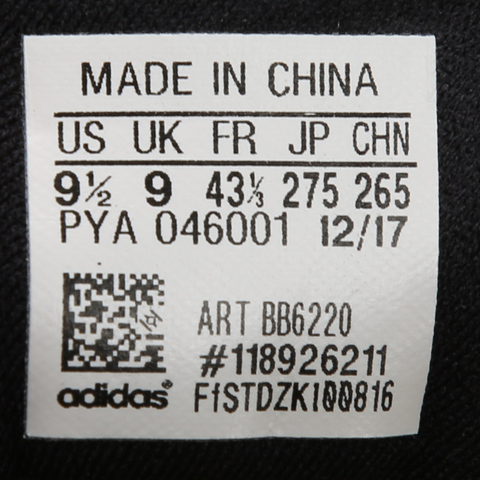 MADE IN CHINA
US UK FR JP CHN
9½ 9 43⅓ 275 265
PYA 046001 12/17
ART BB6220
#118926211
adidas® FfSTDZKI00816